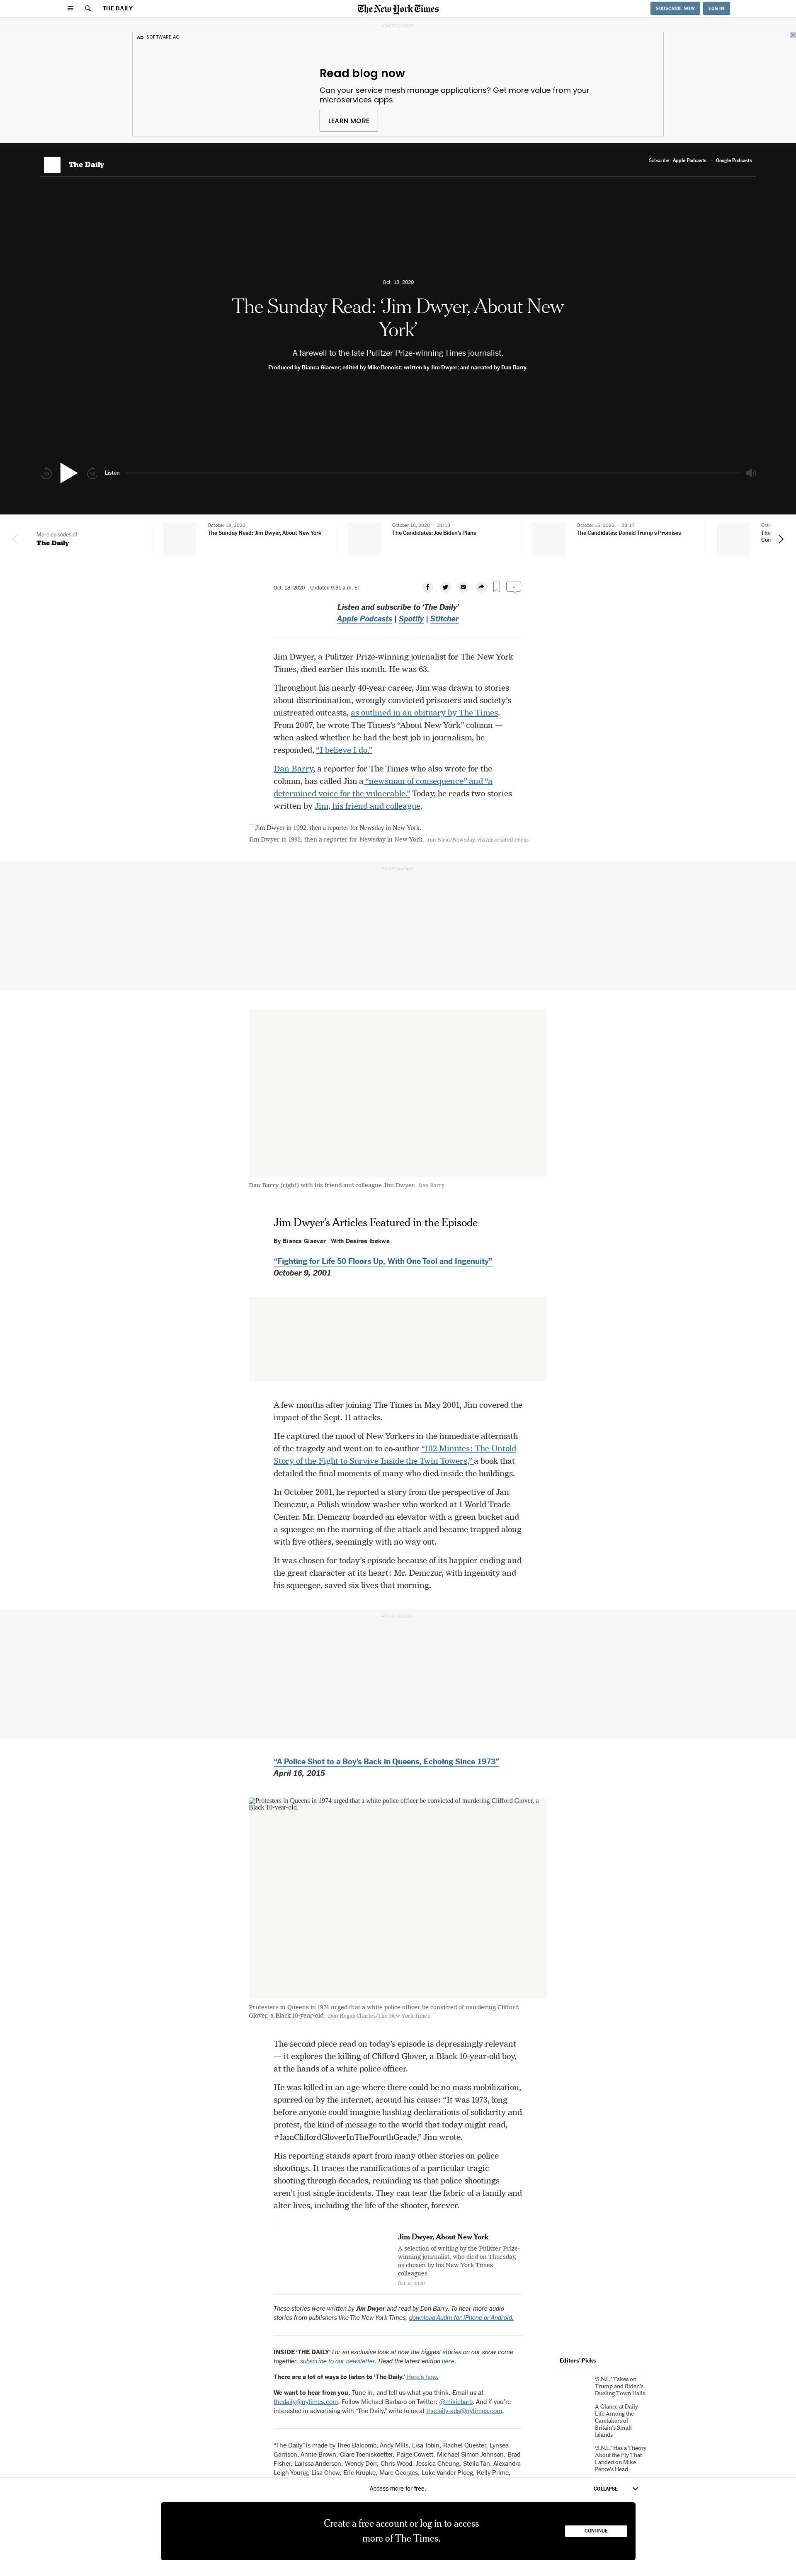 THE DAILY
The New York Times
SUBSCRIBE NOW
LOG IN
ADVERTISEMENT
AD SOFTWARE AG
Read blog now
Can your service mesh manage applications? Get more value from your
microservices apps.
LEARN MORE
The Daily
Subscribe: Apple Podcasts · Google Podcasts
Oct. 18, 2020
The Sunday Read: ‘Jim Dwyer, About New
York’
A farewell to the late Pulitzer Prize-winning Times journalist.
Produced by Bianca Giaever; edited by Mike Benoist; written by Jim Dwyer; and narrated by Dan Barry.
Listen
More episodes of
The Daily
October 18, 2020
The Sunday Read: ‘Jim Dwyer, About New York’
October 16, 2020 · 31:15
The Candidates: Joe Biden’s Plans
October 15, 2020 · 38:17
The Candidates: Donald Trump’s Promises
Oct. 18, 2020 Updated 9:31 a.m. ET
Listen and subscribe to ‘The Daily’
Apple Podcasts | Spotify | Stitcher
Jim Dwyer, a Pulitzer Prize-winning journalist for The New York
Times, died earlier this month. He was 63.
Throughout his nearly 40-year career, Jim was drawn to stories
about discrimination, wrongly convicted prisoners and society’s
mistreated outcasts, as outlined in an obituary by The Times.
From 2007, he wrote The Times’s “About New York” column —
when asked whether he had the best job in journalism, he
responded, “I believe I do.”
Dan Barry, a reporter for The Times who also wrote for the
column, has called Jim a “newsman of consequence” and “a
determined voice for the vulnerable.” Today, he reads two stories
written by Jim, his friend and colleague.
Jim Dwyer in 1992, then a reporter for Newsday in New York.
Jim Dwyer in 1992, then a reporter for Newsday in New York. Jon Naso/Newsday, via Associated Press
ADVERTISEMENT
Dan Barry (right) with his friend and colleague Jim Dwyer. Dan Barry
Jim Dwyer’s Articles Featured in the Episode
By Bianca Giaever With Desiree Ibekwe
“Fighting for Life 50 Floors Up, With One Tool and Ingenuity”
October 9, 2001
A few months after joining The Times in May 2001, Jim covered the
impact of the Sept. 11 attacks.
He captured the mood of New Yorkers in the immediate aftermath
of the tragedy and went on to co-author “102 Minutes: The Untold
Story of the Fight to Survive Inside the Twin Towers,” a book that
detailed the final moments of many who died inside the buildings.
In October 2001, he reported a story from the perspective of Jan
Demczur, a Polish window washer who worked at 1 World Trade
Center. Mr. Demczur boarded an elevator with a green bucket and
a squeegee on the morning of the attack and became trapped along
with five others, seemingly with no way out.
It was chosen for today’s episode because of its happier ending and
the great character at its heart: Mr. Demczur, with ingenuity and
his squeegee, saved six lives that morning.
ADVERTISEMENT
“A Police Shot to a Boy’s Back in Queens, Echoing Since 1973”
April 16, 2015
Protesters in Queens in 1974 urged that a white police officer be convicted of murdering Clifford Glover, a
Black 10-year-old.
Protesters in Queens in 1974 urged that a white police officer be convicted of murdering Clifford
Glover, a Black 10-year-old. Don Hogan Charles/The New York Times
The second piece read on today’s episode is depressingly relevant
— it explores the killing of Clifford Glover, a Black 10-year-old boy,
at the hands of a white police officer.
He was killed in an age where there could be no mass mobilization,
spurred on by the internet, around his cause: “It was 1973, long
before anyone could imagine hashtag declarations of solidarity and
protest, the kind of message to the world that today might read,
#IamCliffordGloverInTheFourthGrade,” Jim wrote.
His reporting stands apart from many other stories on police
shootings. It traces the ramifications of a particular tragic
shooting through decades, reminding us that police shootings
aren’t just single incidents. They can tear the fabric of a family and
alter lives, including the life of the shooter, forever.
Jim Dwyer, About New York
A selection of writing by the Pulitzer Prize-
winning journalist, who died on Thursday,
as chosen by his New York Times
colleagues.
Oct. 8, 2020
These stories were written by Jim Dwyer and read by Dan Barry. To hear more audio
stories from publishers like The New York Times, download Audm for iPhone or Android.
INSIDE ‘THE DAILY’ For an exclusive look at how the biggest stories on our show come
together, subscribe to our newsletter. Read the latest edition here.
There are a lot of ways to listen to ‘The Daily.’ Here’s how.
We want to hear from you. Tune in, and tell us what you think. Email us at
thedaily@nytimes.com. Follow Michael Barbaro on Twitter: @mikiebarb. And if you’re
interested in advertising with “The Daily,” write to us at thedaily-ads@nytimes.com.
“The Daily” is made by Theo Balcomb, Andy Mills, Lisa Tobin, Rachel Quester, Lynsea
Garrison, Annie Brown, Clare Toeniskoetter, Paige Cowett, Michael Simon Johnson, Brad
Fisher, Larissa Anderson, Wendy Dorr, Chris Wood, Jessica Cheung, Stella Tan, Alexandra
Leigh Young, Lisa Chow, Eric Krupke, Marc Georges, Luke Vander Ploeg, Kelly Prime,
Editors’ Picks
‘S.N.L.’ Takes on
Trump and Biden’s
Dueling Town Halls
A Glance at Daily
Life Among the
Caretakers of
Britain’s Small
Islands
‘S.N.L.’ Has a Theory
About the Fly That
Landed on Mike
Pence’s Head
Access more for free.
COLLAPSE
Create a free account or log in to access
more of The Times.
CONTINUE